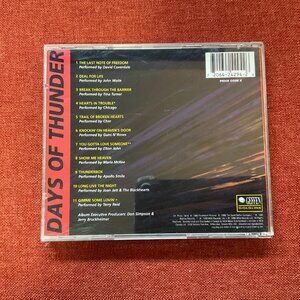 DAYS OF THUNDER
1 THE LAST NOTE OF FREEDOM
Performed by David Coverdale
2 DEAL FOR LIFE
Performed by John Waite
3 BREAK THROUGH THE BARRIER
Performed by Tina Turner
4 HEARTS IN TROUBLE*
Performed by Chicago
5 TRAIL OF BROKEN HEARTS
Performed by Cher
6 KNOCKIN' ON HEAVEN'S DOOR
Performed by Guns N' Roses
7 YOU GOTTA LOVE SOMEONE**
Performed by Elton John
8 SHOW ME HEAVEN
Performed by Maria McKee
9 THUNDERBOX
Performed by Apollo Smile
10 LONG LIVE THE NIGHT
Performed by Joan Jett & The Blackhearts
11 GIMME SOME LOVIN' +
Performed by Terry Reid
Album Executive Producers: Don Simpson &
Jerry Bruckheimer